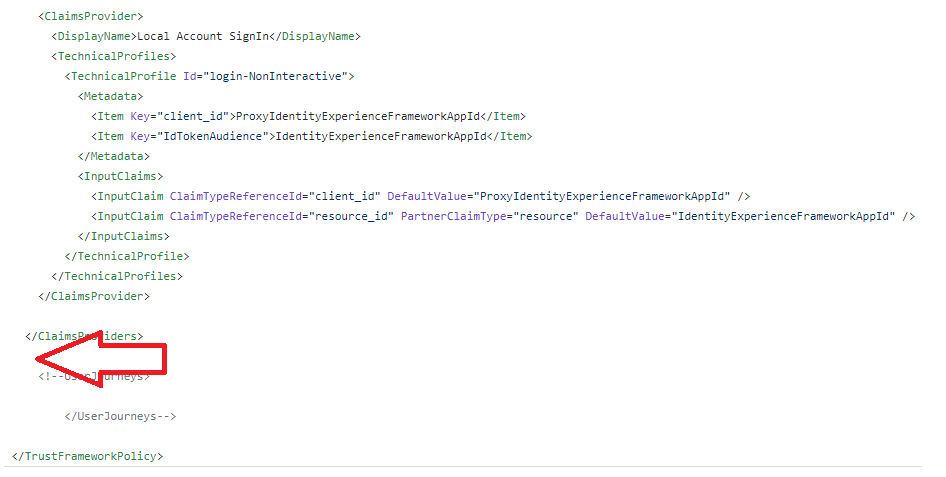 <ClaimsProvider>
<DisplayName>Local Account SignIn</DisplayName>
<TechnicalProfiles>
<TechnicalProfile Id="login-NonInteractive">
<Metadata>
<Item Key="client_id">ProxyIdentityExperienceFrameworkAppId</Item>
<Item Key="IdTokenAudience">IdentityExperienceFrameworkAppId</Item>
</Metadata>
<InputClaims>
<InputClaim ClaimTypeReferenceId="client_id" DefaultValue="ProxyIdentityExperienceFrameworkAppId" />
<InputClaim ClaimTypeReferenceId="resource_id" PartnerClaimType="resource" DefaultValue="IdentityExperienceFrameworkAppId" />
</InputClaims>
</TechnicalProfile>
</TechnicalProfiles>
</ClaimsProvider>
</ClaimsProviders>
<!--UserJourneys>
</UserJourneys-->
</TrustFrameworkPolicy>